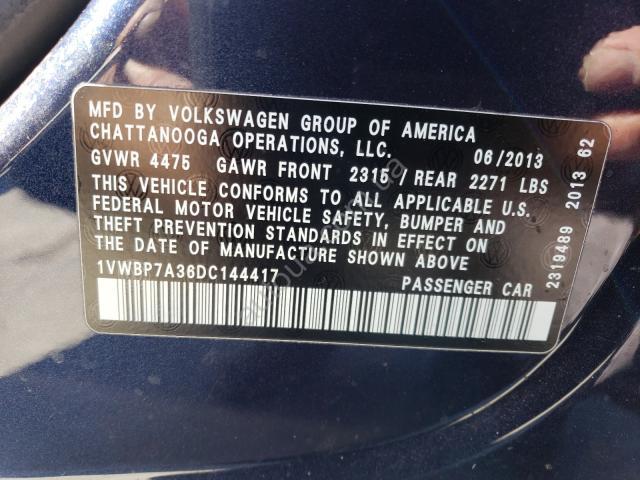 MFD BY VOLKSWAGEN GROUP OF AMERICA
CHATTANOOGA OPERATIONS, LLC. 06/2013
GVWR 4475 GAWR FRONT 2315 / REAR 2271 LBS
THIS VEHICLE CONFORMS TO ALL APPLICABLE U.S.
FEDERAL MOTOR VEHICLE SAFETY, BUMPER AND
THEFT PREVENTION STANDARDS IN EFFECT ON
THE DATE OF MANUFACTURE SHOWN ABOVE
1VWBP7A36DC144417 PASSENGER CAR
2319489 2013 62